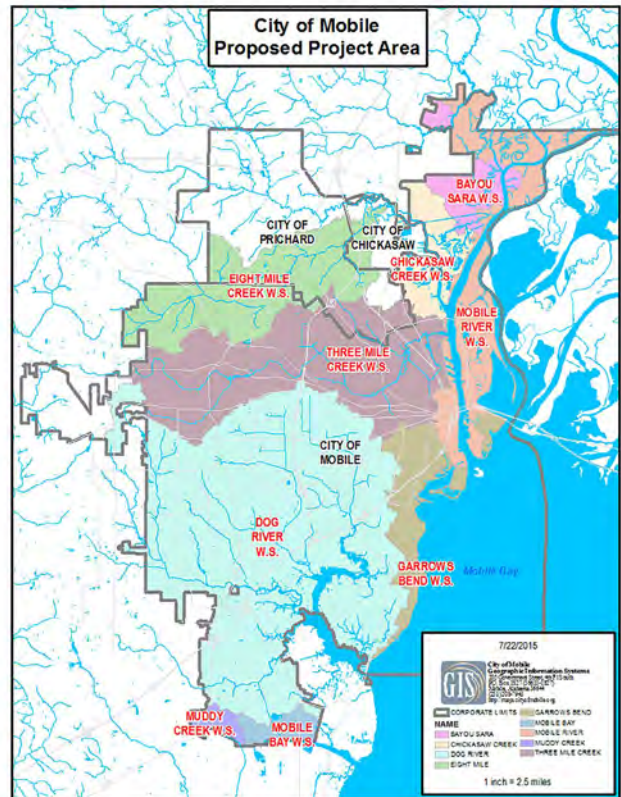 City of Mobile
Proposed Project Area
BAYOU
SARA W.S.
CITY OF
PRICHARD
CITY OF
CHICKASAW
CHICKASAW
CREEK W.S.
EIGHT MILE
CREEK W.S.
MOBILE
RIVER
W.S.
THREE MILE
CREEK W.S.
CITY OF
MOBILE
DOG
RIVER
W.S.
GARROWS
BEND W.S.
Mobile Bay
MUDDY
CREEK W.S.
MOBILE
BAY W.S.
7/22/2015
GIS
City of Mobile
Geographic Information Systems
CORPORATE LIMITS
NAME
BAYOU SARA
CHICKASAW CREEK
DOG RIVER
EIGHT MILE
GARROWS BEND
MOBILE BAY
MOBILE RIVER
MUDDY CREEK
THREE MILE CREEK
1 inch = 2.5 miles